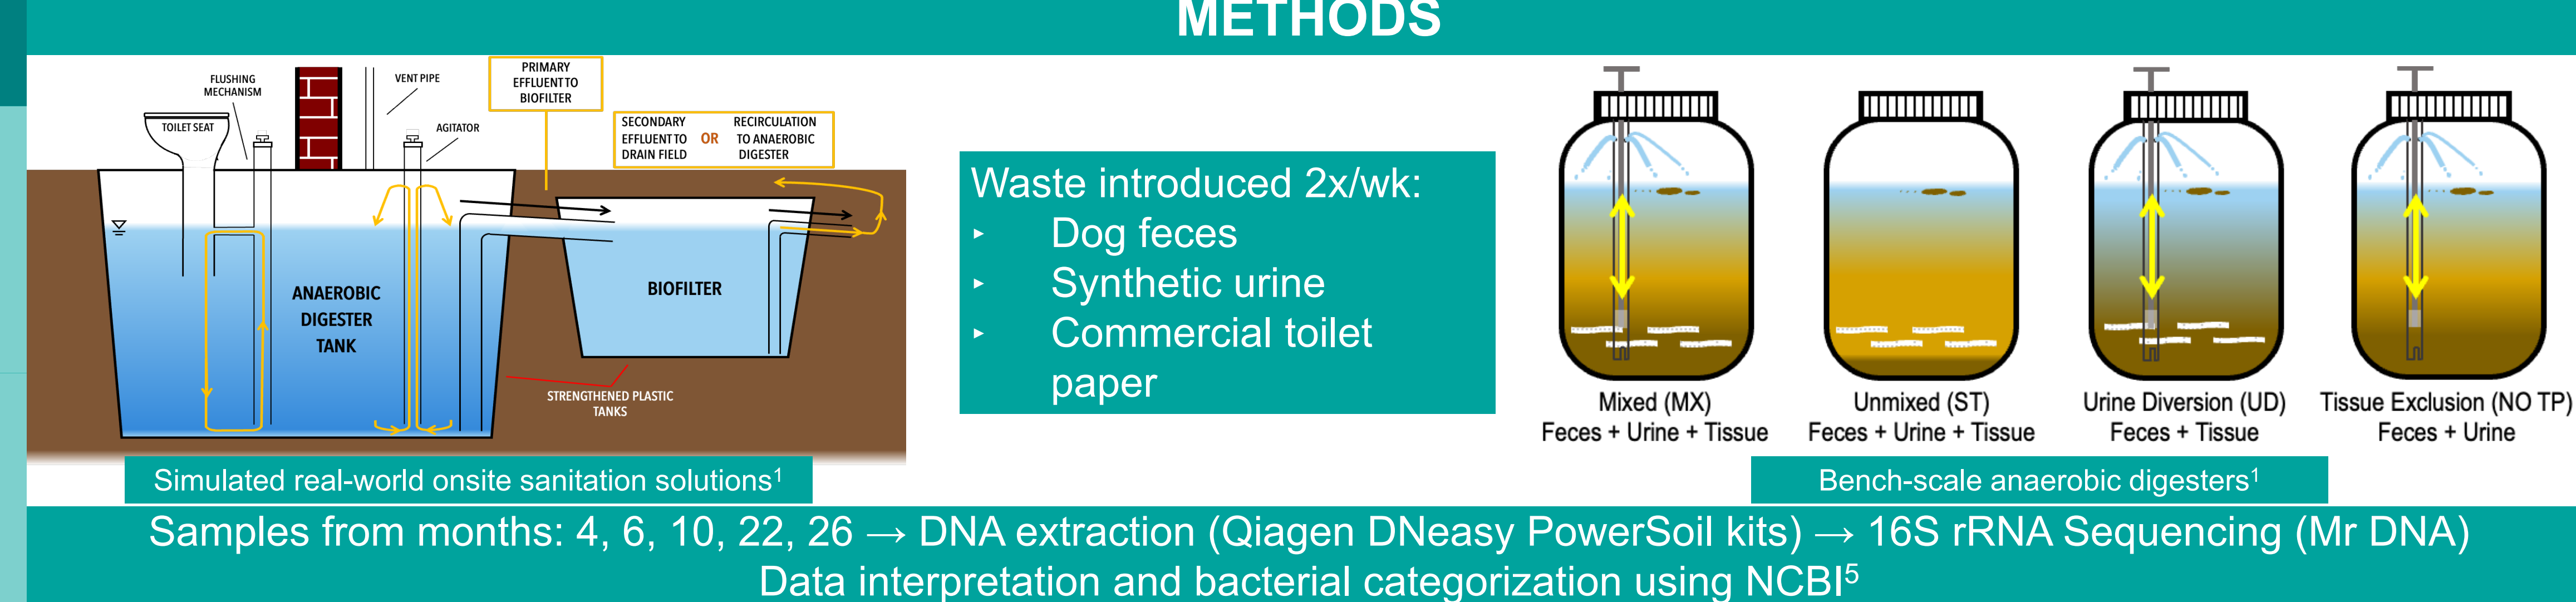 METHODS
FLUSHING
MECHANISM
VENT PIPE
PRIMARY
EFFLUENT TO
BIOFILTER
TOILET SEAT
AGITATOR
SECONDARY
EFFLUENT TO
DRAIN FIELD
OR
RECIRCULATION
TO ANAEROBIC
DIGESTER
ANAEROBIC
DIGESTER
TANK
BIOFILTER
STRENGTHENED PLASTIC
TANKS
Simulated real-world onsite sanitation solutions¹
Waste introduced 2x/wk:
‣ Dog feces
‣ Synthetic urine
‣ Commercial toilet
paper
Mixed (MX)
Feces + Urine + Tissue
Unmixed (ST)
Feces + Urine + Tissue
Urine Diversion (UD)
Feces + Tissue
Tissue Exclusion (NO TP)
Feces + Urine
Bench-scale anaerobic digesters¹
Samples from months: 4, 6, 10, 22, 26 → DNA extraction (Qiagen DNeasy PowerSoil kits) → 16S rRNA Sequencing (Mr DNA)
Data interpretation and bacterial categorization using NCBI⁵